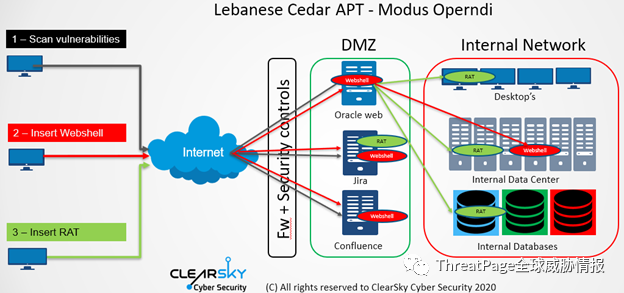 Lebanese Cedar APT - Modus Operndi
1 – Scan vulnerabilities
2 – Insert Webshell
3 – Insert RAT
Internet
Fw + Security controls
DMZ
Webshell
Oracle web
RAT
Webshell
Jira
Webshell
Confluence
Internal Network
RAT
Desktop's
RAT
Webshell
Internal Data Center
RAT
Internal Databases
CLEARSKY
Cyber Security
(C) All rights reserved to ClearSky Cyber Security 2020
ThreatPage全球威胁情报